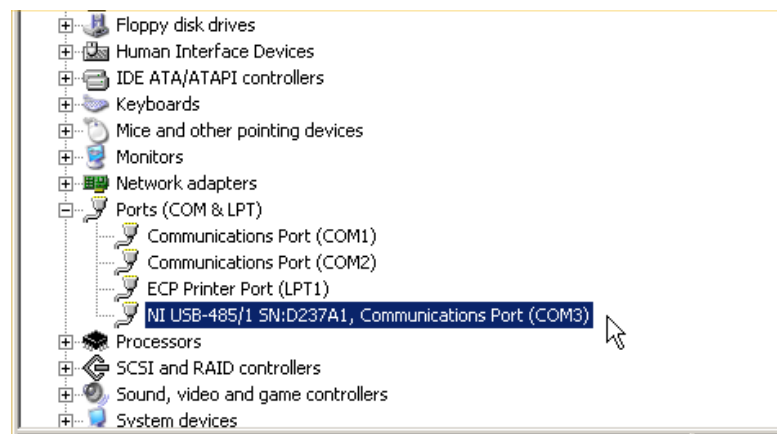 Floppy disk drives
Human Interface Devices
IDE ATA/ATAPI controllers
Keyboards
Mice and other pointing devices
Monitors
Network adapters
Ports (COM & LPT)
Communications Port (COM1)
Communications Port (COM2)
ECP Printer Port (LPT1)
NI USB-485/1 SN:D237A1, Communications Port (COM3)
Processors
SCSI and RAID controllers
Sound, video and game controllers
System devices